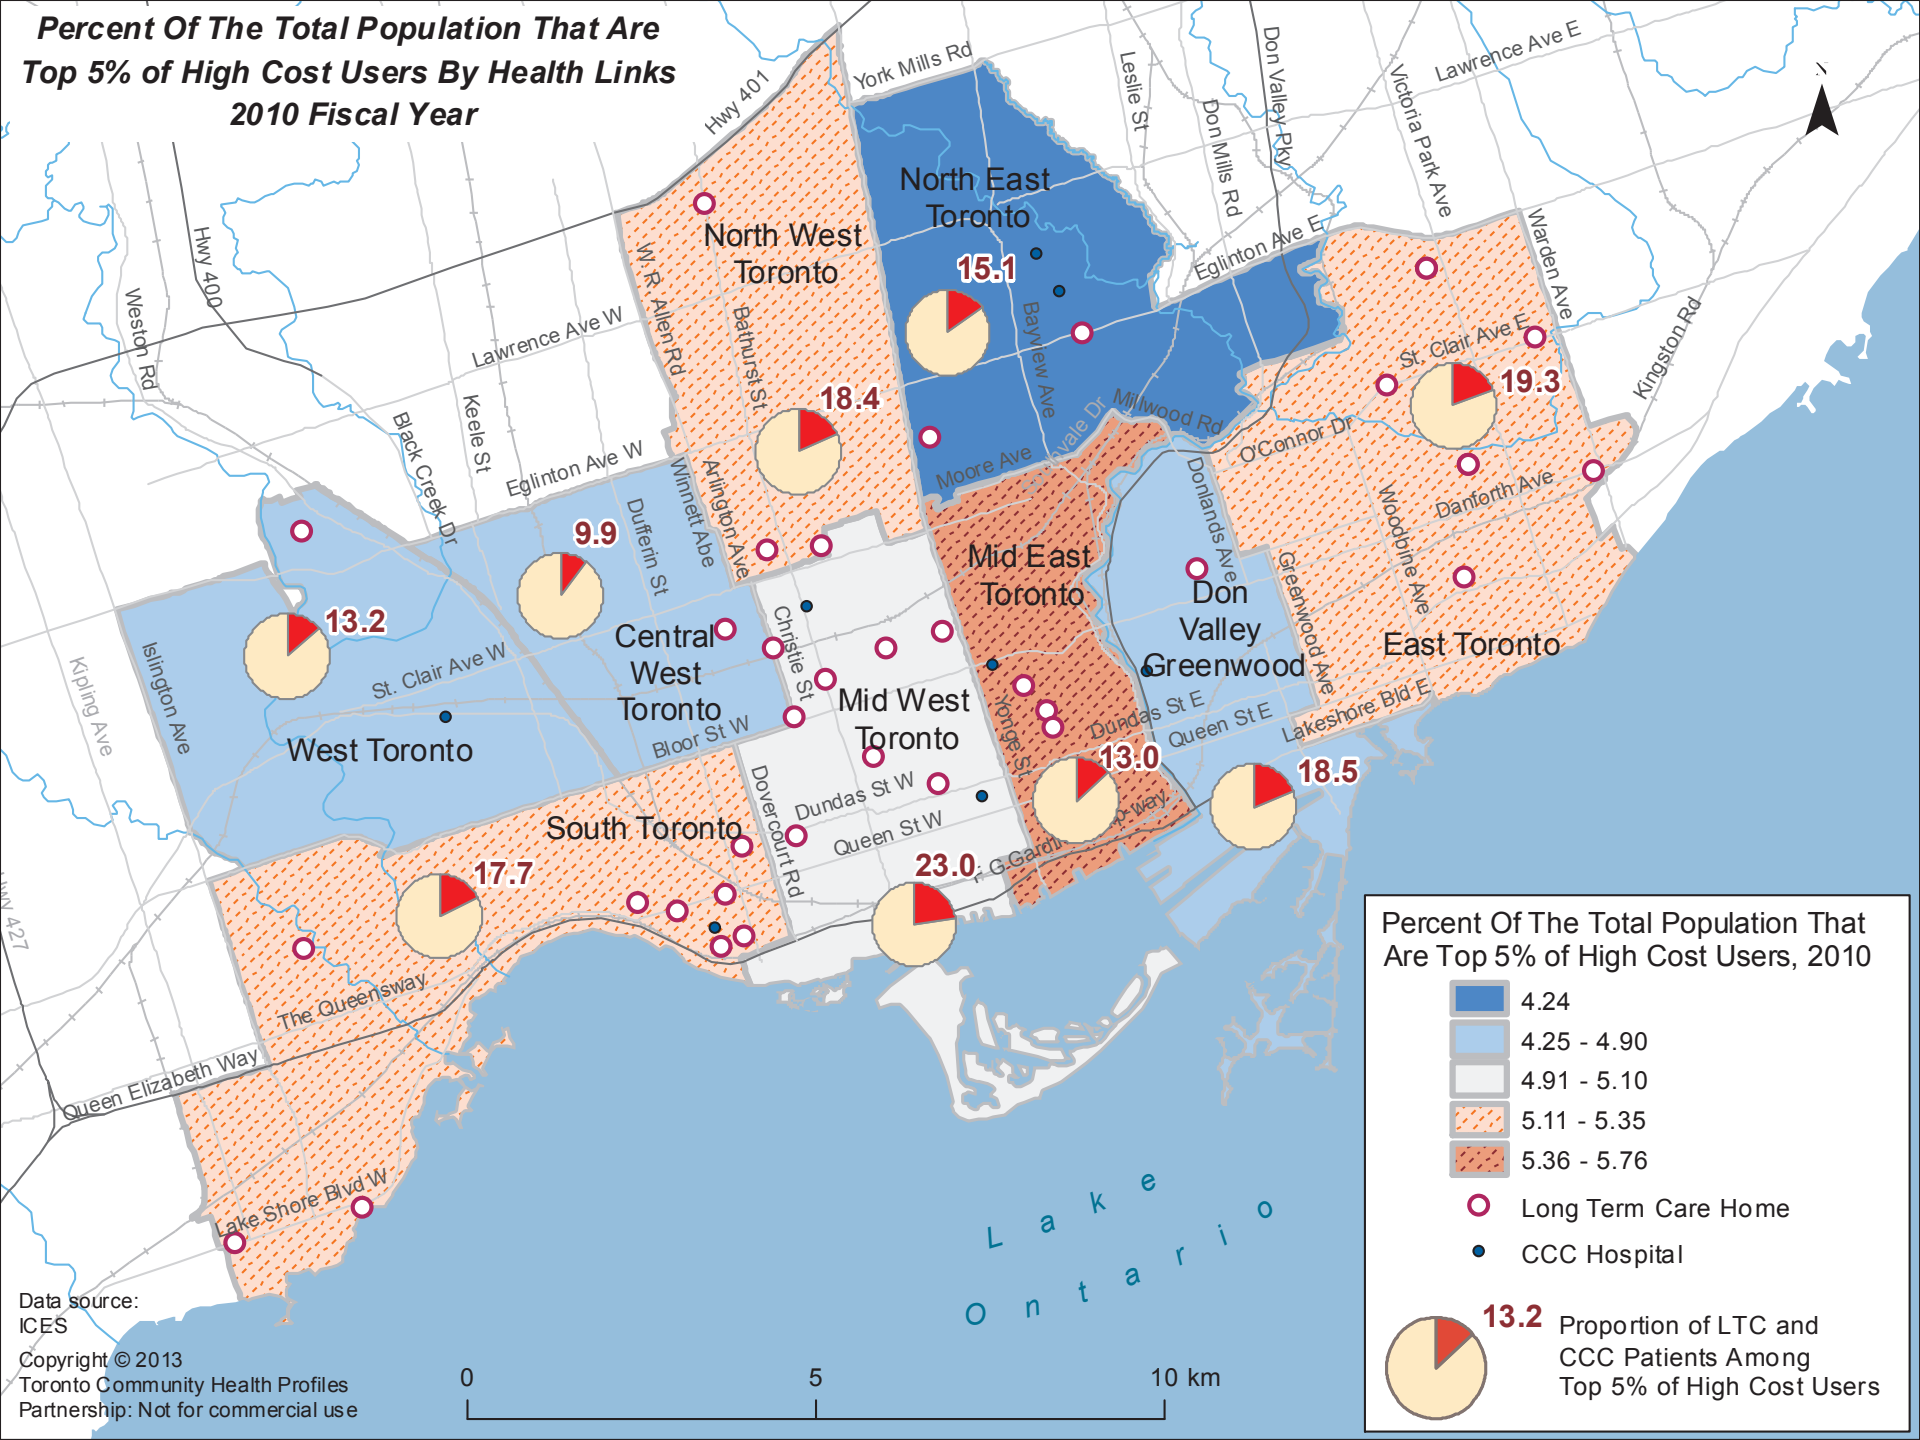 Percent Of The Total Population That Are
Top 5% of High Cost Users By Health Links
2010 Fiscal Year
Hwy 401
York Mills Rd
Leslie St
Don Mills Rd
Don Valley Pky
Victoria Park Ave
Lawrence Ave E
N
North East
Toronto
15.1
North West
Toronto
18.4
Hwy 400
Weston Rd
W. R. Allen Rd
Bathurst St
Bayview Ave
Eglinton Ave E
Warden Ave
Kingston Rd
Lawrence Ave W
Keele St
Black Creek Dr
Eglinton Ave W
Winnett Abe
Arlington Ave
Dufferin St
Millwood Rd
Moore Ave
St. Clair Ave E
19.3
O'Connor Dr
Danforth Ave
Woodbine Ave
Donlands Ave
Greenwood Ave
9.9
13.2
Mid East
Toronto
Don
Valley
Greenwood
East Toronto
Central
West
Toronto
Christie St
Mid West
Toronto
Yonge St
Islington Ave
Kipling Ave
St. Clair Ave W
West Toronto
Bloor St W
Dundas St E
Queen St E
Lakeshore Bld E
13.0
18.5
South Toronto
Dovercourt Rd
Dundas St W
Queen St W
17.7
23.0
Hwy 427
The Queensway
Queen Elizabeth Way
Lake Shore Blvd W
Lake
Ontario
Percent Of The Total Population That
Are Top 5% of High Cost Users, 2010
4.24
4.25 - 4.90
4.91 - 5.10
5.11 - 5.35
5.36 - 5.76
Long Term Care Home
CCC Hospital
13.2
Proportion of LTC and
CCC Patients Among
Top 5% of High Cost Users
Data source:
ICES
Copyright © 2013
Toronto Community Health Profiles
Partnership: Not for commercial use
0 5 10 km